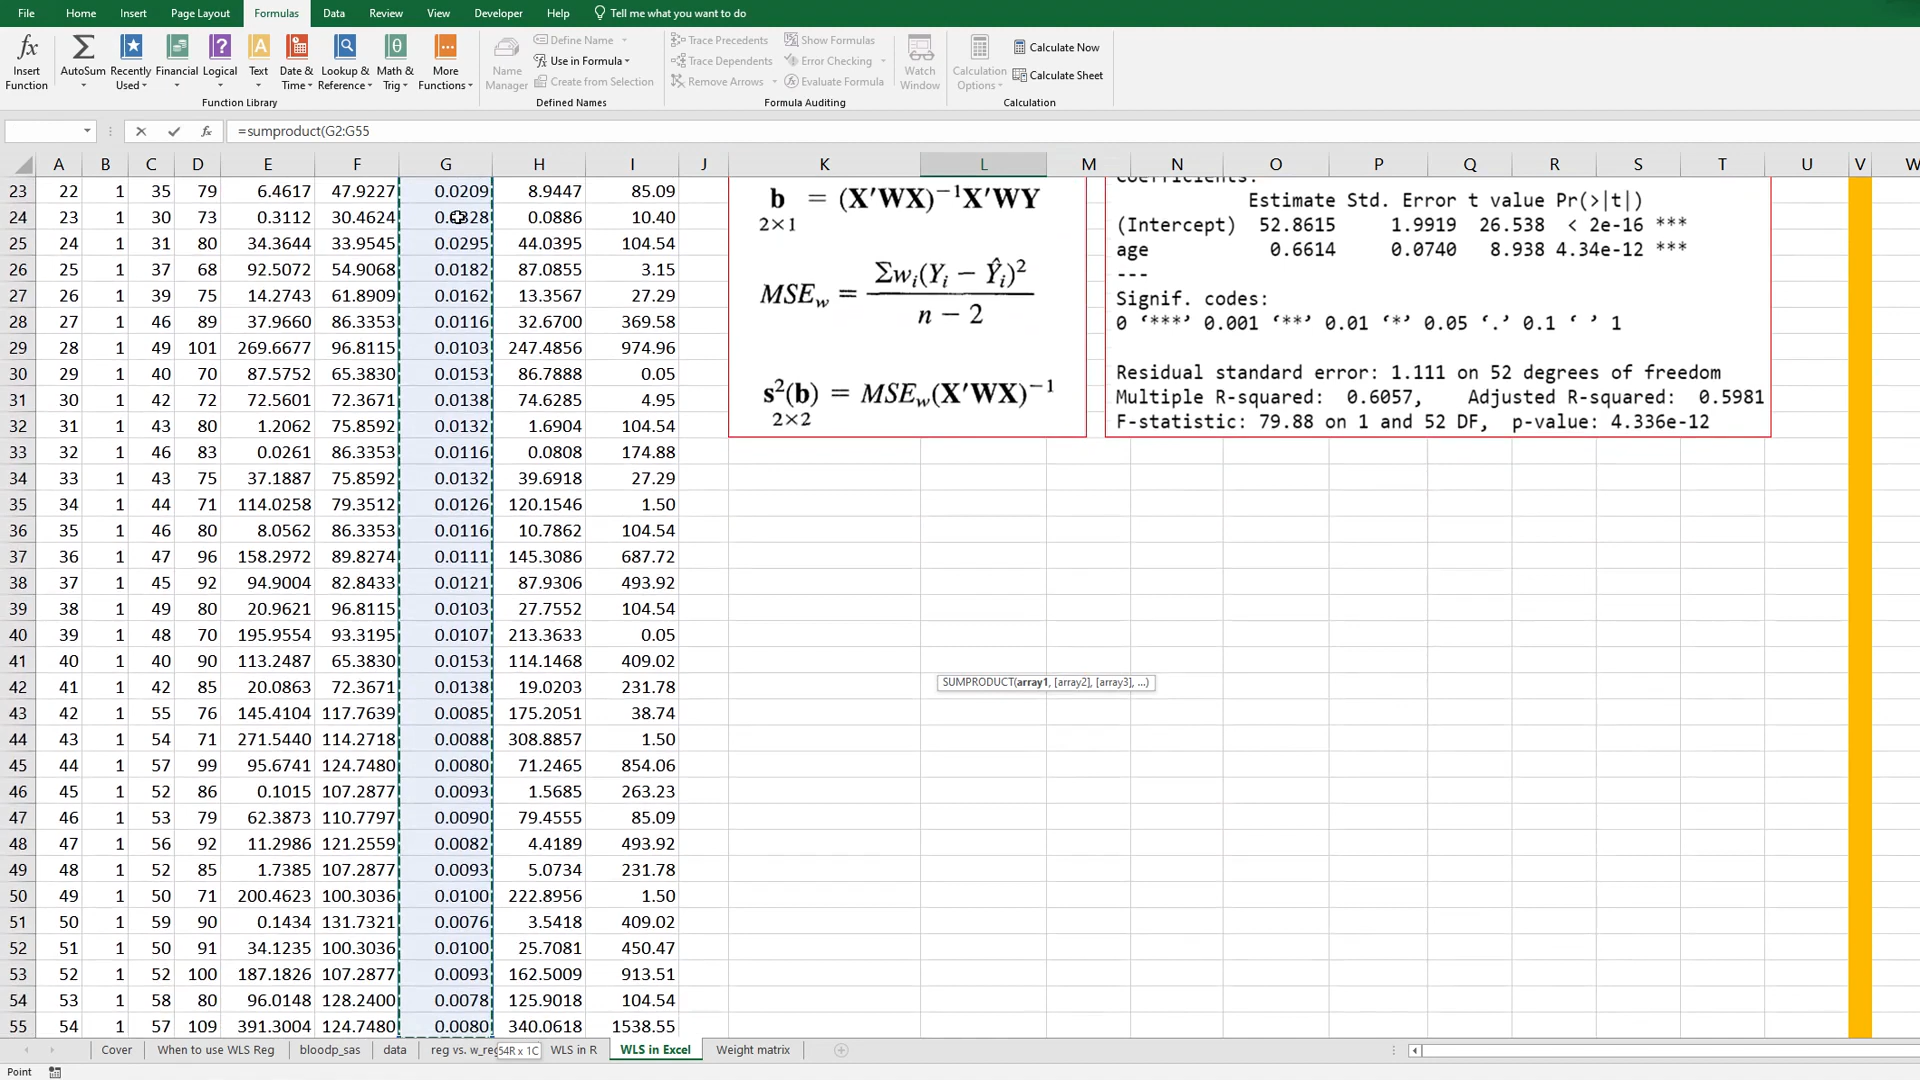 File Home Insert Page Layout Formulas Data Review View Developer Help Tell me what you want to do
Insert Function
AutoSum
Recently Used
Financial
Logical
Text
Date & Time
Lookup & Reference
Math & Trig
More Functions
Function Library
Name Manager
Define Name
Use in Formula
Create from Selection
Defined Names
Trace Precedents
Trace Dependents
Remove Arrows
Show Formulas
Error Checking
Evaluate Formula
Watch Window
Formula Auditing
Calculation Options
Calculate Now
Calculate Sheet
Calculation
fx =sumproduct(G2:G55
A B C D E F G H I J K L M N O P Q R S T U V W
23 22 1 35 79 6.4617 47.9227 0.0209 8.9447 85.09
24 23 1 30 73 0.3112 30.4624 0.0328 0.0886 10.40
25 24 1 31 80 34.3644 33.9545 0.0295 44.0395 104.54
26 25 1 37 68 92.5072 54.9068 0.0182 87.0855 3.15
27 26 1 39 75 14.2743 61.8909 0.0162 13.3567 27.29
28 27 1 46 89 37.9660 86.3353 0.0116 32.6700 369.58
29 28 1 49 101 269.6677 96.8115 0.0103 247.4856 974.96
30 29 1 40 70 87.5752 65.3830 0.0153 86.7888 0.05
31 30 1 42 72 72.5601 72.3671 0.0138 74.6285 4.95
32 31 1 43 80 1.2062 75.8592 0.0132 1.6904 104.54
33 32 1 46 83 0.0261 86.3353 0.0116 0.0808 174.88
34 33 1 43 75 37.1887 75.8592 0.0132 39.6918 27.29
35 34 1 44 71 114.0258 79.3512 0.0126 120.1546 1.50
36 35 1 46 80 8.0562 86.3353 0.0116 10.7862 104.54
37 36 1 47 96 158.2972 89.8274 0.0111 145.3086 687.72
38 37 1 45 92 94.9004 82.8433 0.0121 87.9306 493.92
39 38 1 49 80 20.9621 96.8115 0.0103 27.7552 104.54
40 39 1 48 70 195.9554 93.3195 0.0107 213.3633 0.05
41 40 1 40 90 113.2487 65.3830 0.0153 114.1468 409.02
42 41 1 42 85 20.0863 72.3671 0.0138 19.0203 231.78
43 42 1 55 76 145.4104 117.7639 0.0085 175.2051 38.74
44 43 1 54 71 271.5440 114.2718 0.0088 308.8857 1.50
45 44 1 57 99 95.6741 124.7480 0.0080 71.2465 854.06
46 45 1 52 86 0.1015 107.2877 0.0093 1.5685 263.23
47 46 1 53 79 62.3873 110.7797 0.0090 79.4555 85.09
48 47 1 56 92 11.2986 121.2559 0.0082 4.4189 493.92
49 48 1 52 85 1.7385 107.2877 0.0093 5.0734 231.78
50 49 1 50 71 200.4623 100.3036 0.0100 222.8956 1.50
51 50 1 59 90 0.1434 131.7321 0.0076 3.5418 409.02
52 51 1 50 91 34.1235 100.3036 0.0100 25.7081 450.47
53 52 1 52 100 187.1826 107.2877 0.0093 162.5009 913.51
54 53 1 58 80 96.0148 128.2400 0.0078 125.9018 104.54
55 54 1 57 109 391.3004 124.7480 0.0080 340.0618 1538.55
b = (X′WX)⁻¹X′WY
2×1
MSE_w = Σw_i(Y_i − Ŷ_i)² / n − 2
s²(b) = MSE_w(X′WX)⁻¹
2×2
Coefficients:
Estimate Std. Error t value Pr(>|t|)
(Intercept) 52.8615 1.9919 26.538 < 2e-16 ***
age 0.6614 0.0740 8.938 4.34e-12 ***
---
Signif. codes:
0 ‘***’ 0.001 ‘**’ 0.01 ‘*’ 0.05 ‘.’ 0.1 ‘ ’ 1
Residual standard error: 1.111 on 52 degrees of freedom
Multiple R-squared: 0.6057, Adjusted R-squared: 0.5981
F-statistic: 79.88 on 1 and 52 DF, p-value: 4.336e-12
SUMPRODUCT(array1, [array2], [array3], ...)
Cover When to use WLS Reg bloodp_sas data reg vs. w_reg 54R x 1C WLS in R WLS in Excel Weight matrix
Point